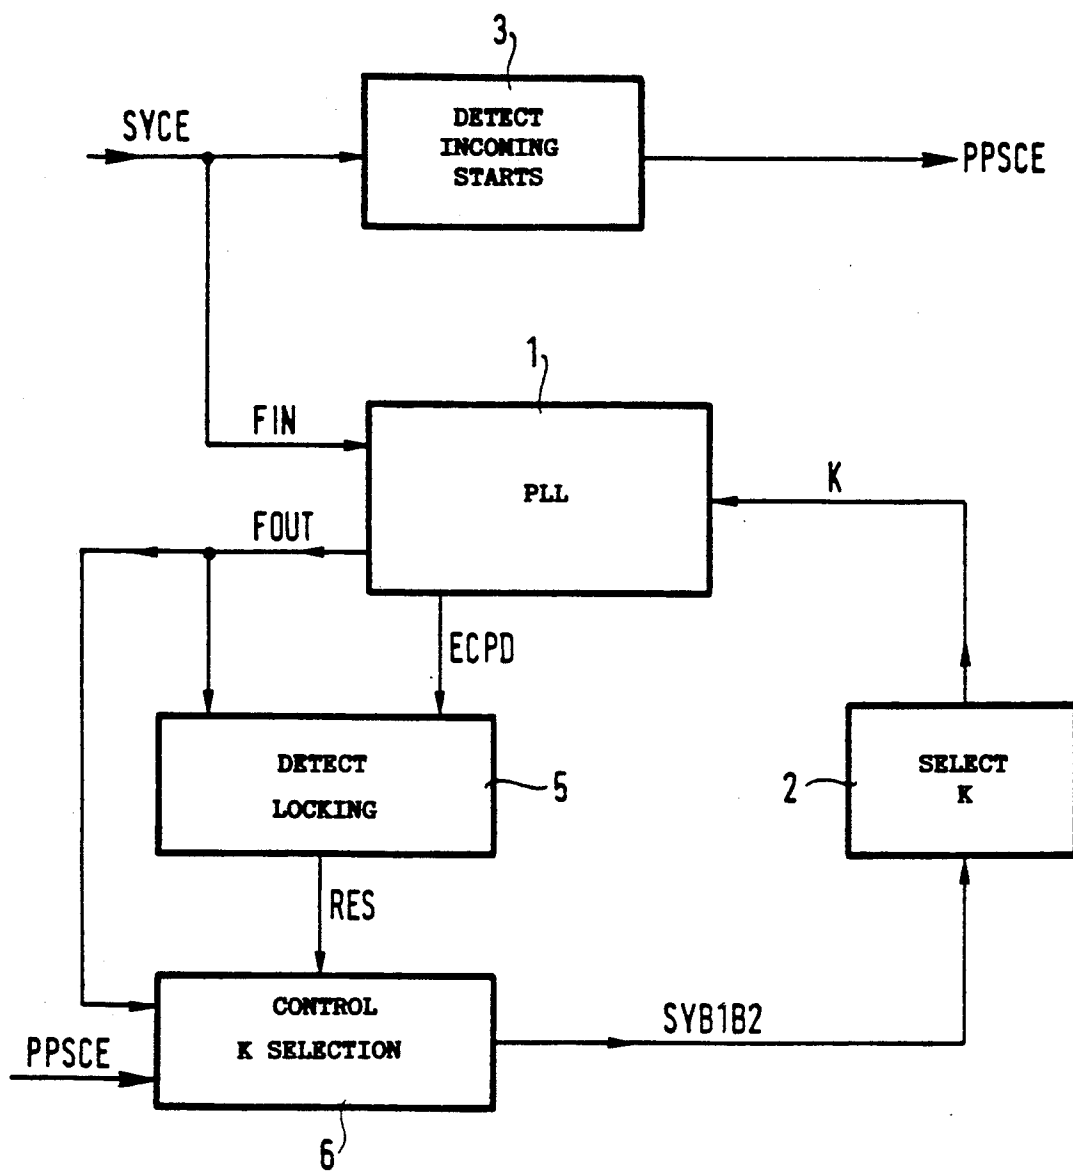 3
SYCE
DETECT
INCOMING
STARTS
PPSCE
1
FIN
PLL
K
FOUT
ECPD
DETECT
LOCKING
5
2
SELECT
K
RES
CONTROL
K SELECTION
SYB1B2
PPSCE
6